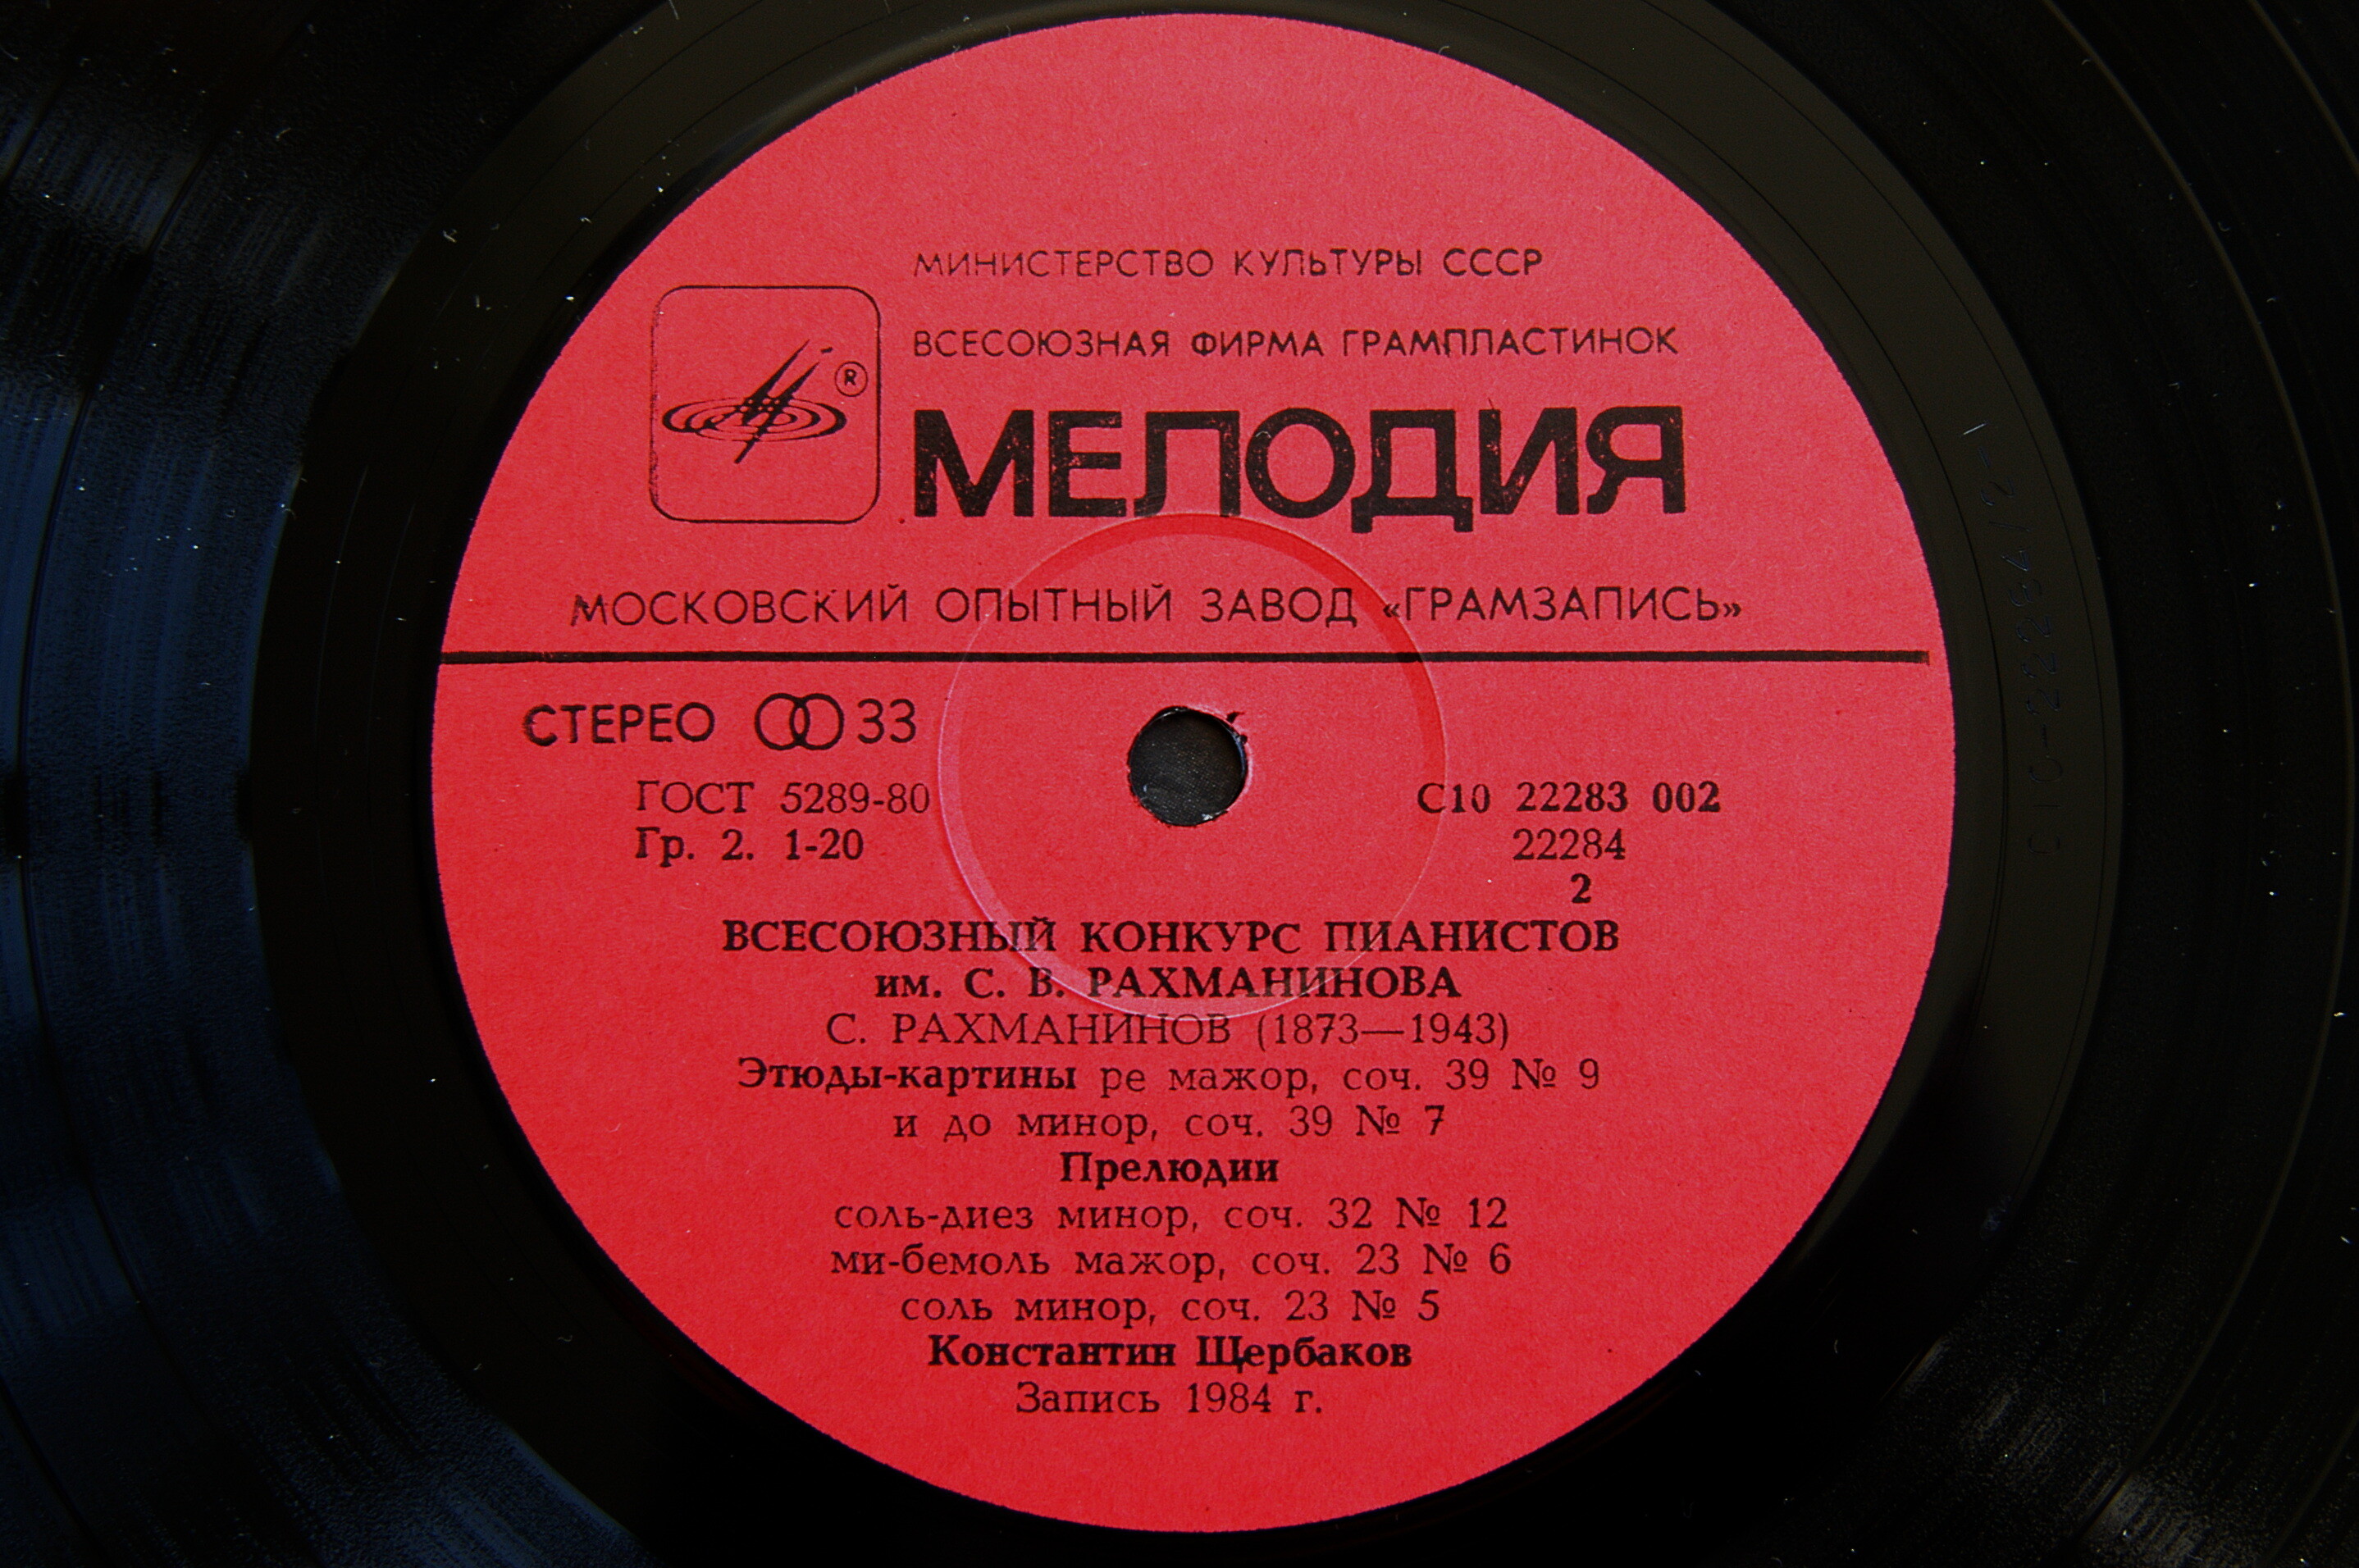 МИНИСТЕРСТВО КУЛЬТУРЫ СССР
ВСЕСОЮЗНАЯ ФИРМА ГРАМПЛАСТИНОК
®
МЕЛОДИЯ
МОСКОВСКИЙ ОПЫТНЫЙ ЗАВОД «ГРАМЗАПИСЬ»
СТЕРЕО 33
ГОСТ 5289-80 С10 22283 002
Гр. 2. 1-20 22284
2
ВСЕСОЮЗНЫЙ КОНКУРС ПИАНИСТОВ
им. С. В. РАХМАНИНОВА
С. РАХМАНИНОВ (1873—1943)
Этюды-картины ре мажор, соч. 39 № 9
и до минор, соч. 39 № 7
Прелюдии
соль-диез минор, соч. 32 № 12
ми-бемоль мажор, соч. 23 № 6
соль минор, соч. 23 № 5
Константин Щербаков
Запись 1984 г.